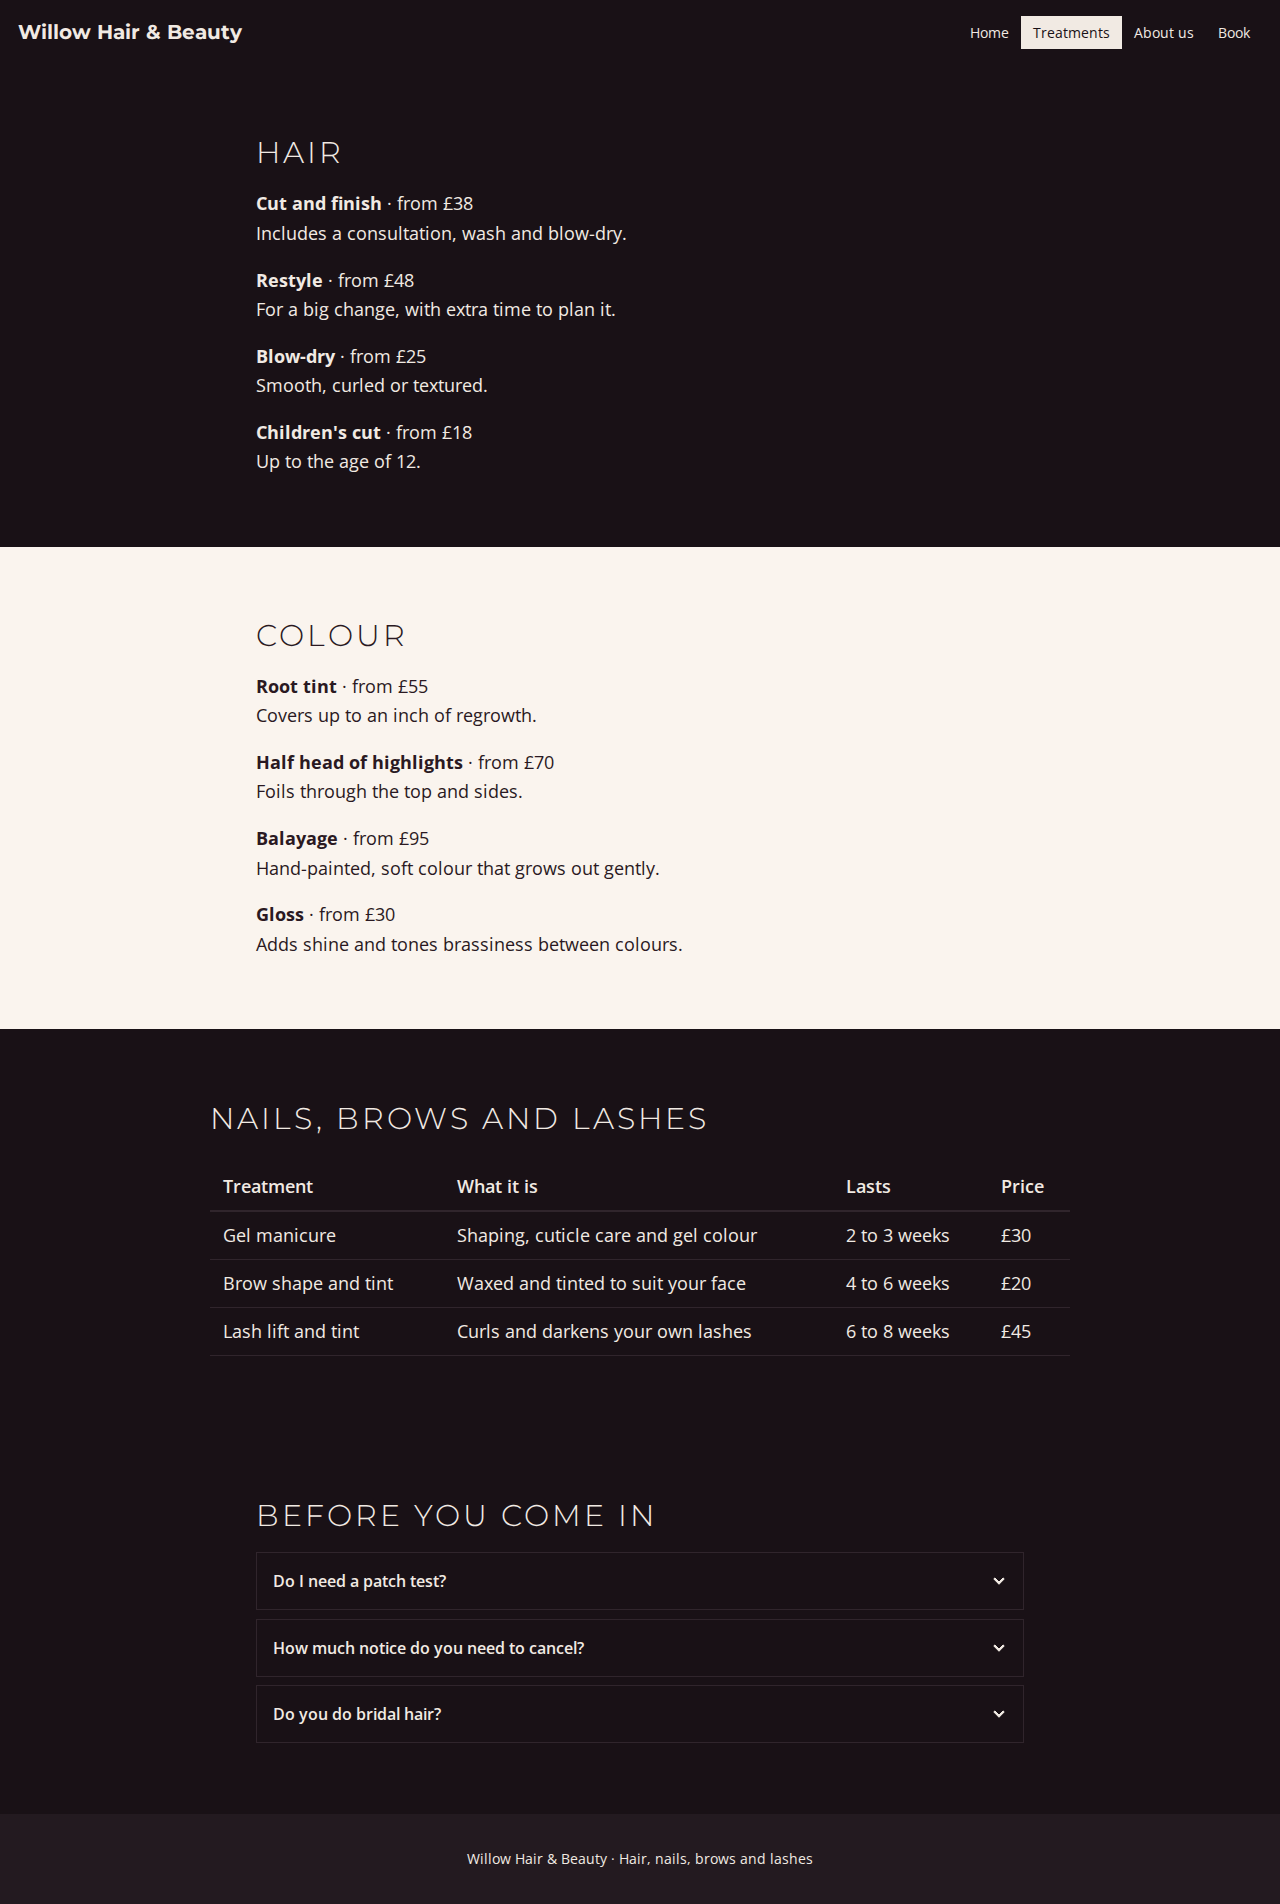 Willow Hair & Beauty
Home Treatments About us Book
HAIR
Cut and finish · from £38
Includes a consultation, wash and blow-dry.
Restyle · from £48
For a big change, with extra time to plan it.
Blow-dry · from £25
Smooth, curled or textured.
Children's cut · from £18
Up to the age of 12.
COLOUR
Root tint · from £55
Covers up to an inch of regrowth.
Half head of highlights · from £70
Foils through the top and sides.
Balayage · from £95
Hand-painted, soft colour that grows out gently.
Gloss · from £30
Adds shine and tones brassiness between colours.
NAILS, BROWS AND LASHES
Treatment What it is Lasts Price
Gel manicure Shaping, cuticle care and gel colour 2 to 3 weeks £30
Brow shape and tint Waxed and tinted to suit your face 4 to 6 weeks £20
Lash lift and tint Curls and darkens your own lashes 6 to 8 weeks £45
BEFORE YOU COME IN
Do I need a patch test?
How much notice do you need to cancel?
Do you do bridal hair?
Willow Hair & Beauty · Hair, nails, brows and lashes